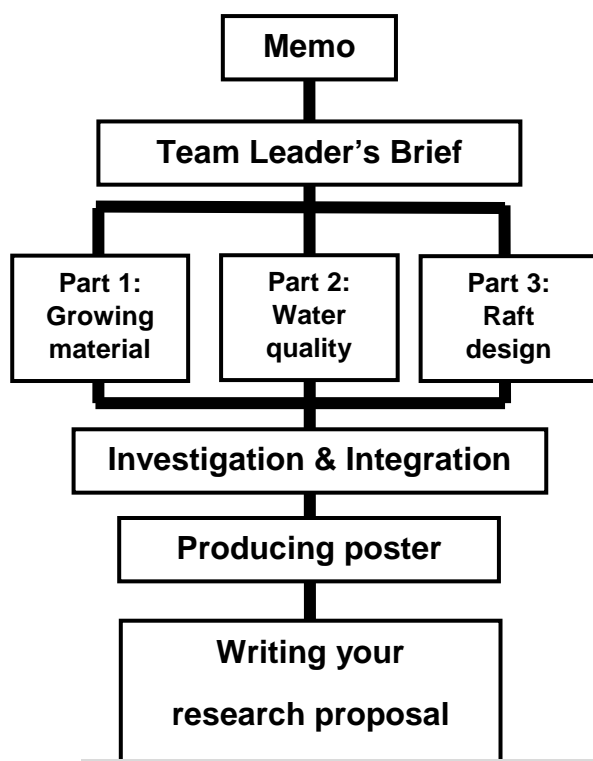 Memo
Team Leader’s Brief
Part 1:
Growing
material
Part 2:
Water
quality
Part 3:
Raft
design
Investigation & Integration
Producing poster
Writing your
research proposal